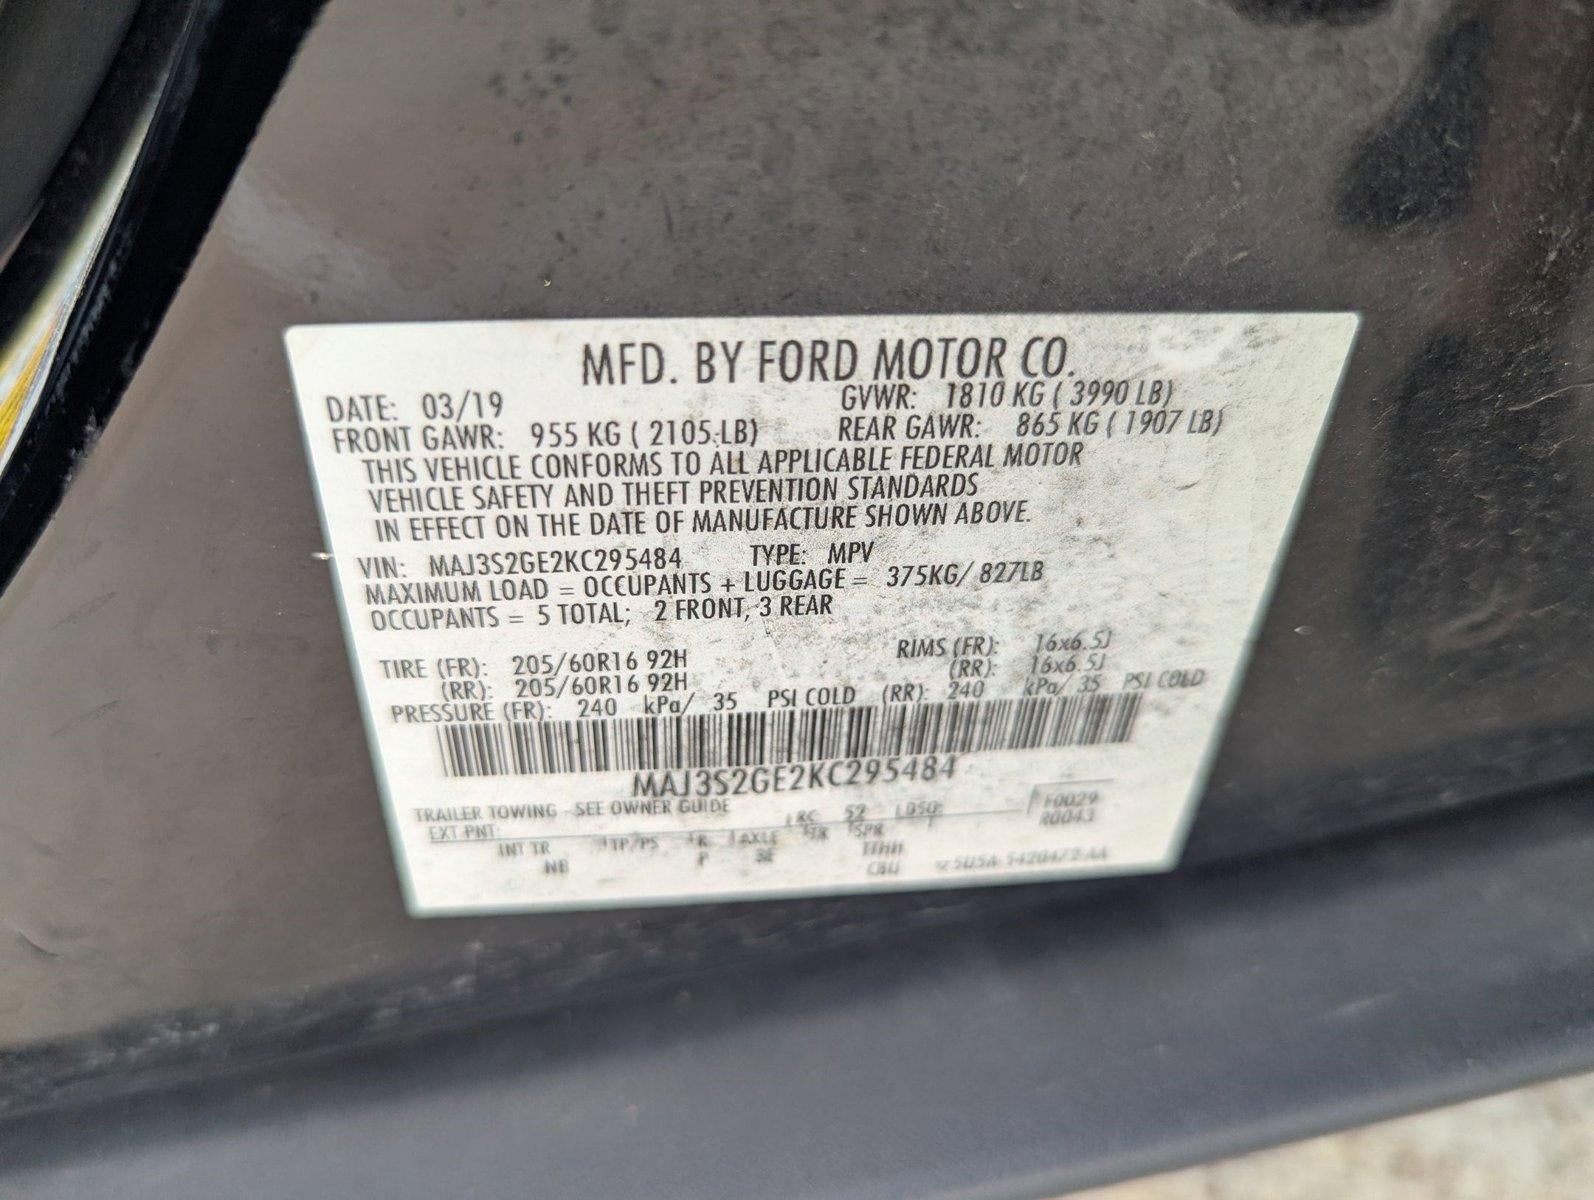 MFD. BY FORD MOTOR CO.
DATE: 03/19 GVWR: 1810 KG ( 3990 LB)
FRONT GAWR: 955 KG ( 2105 LB) REAR GAWR: 865 KG ( 1907 LB)
THIS VEHICLE CONFORMS TO ALL APPLICABLE FEDERAL MOTOR
VEHICLE SAFETY AND THEFT PREVENTION STANDARDS
IN EFFECT ON THE DATE OF MANUFACTURE SHOWN ABOVE.
VIN: MAJ3S2GE2KC295484 TYPE: MPV
MAXIMUM LOAD = OCCUPANTS + LUGGAGE = 375KG/ 827LB
OCCUPANTS = 5 TOTAL; 2 FRONT, 3 REAR
TIRE (FR): 205/60R16 92H RIMS (FR): 16x6.5J
(RR): 205/60R16 92H (RR): 16x6.5J
PRESSURE (FR): 240 kPa/ 35 PSI COLD (RR): 240 kPa/ 35 PSI COLD
MAJ3S2GE2KC295484
TRAILER TOWING - SEE OWNER GUIDE
EXT PNT: RC: 52 DSO: F0029
R0043
INT TR TP/PS R AXLE TR SPR
NB P
CBU